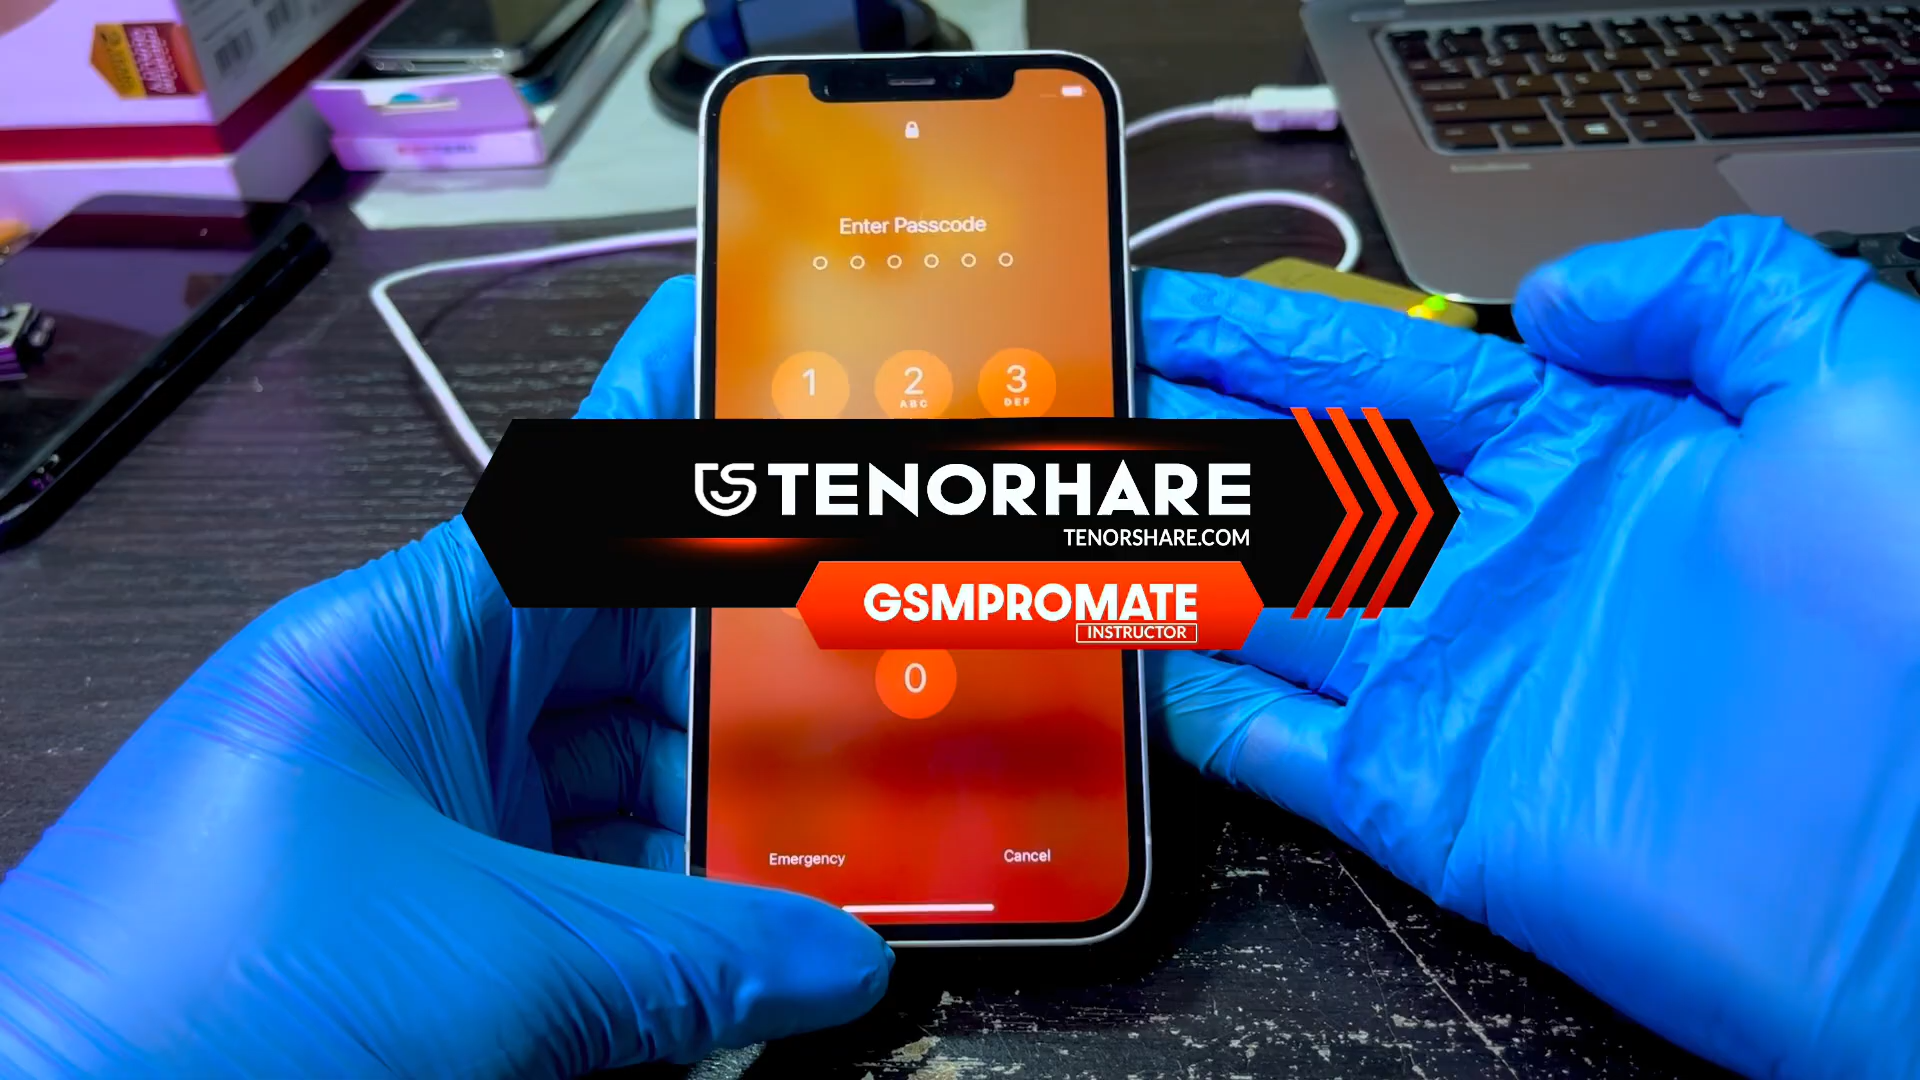 Enter Passcode
1
2
ABC
3
DEF
TENORHARE
TENORSHARE.COM
GSMPROMATE
INSTRUCTOR
0
Emergency
Cancel